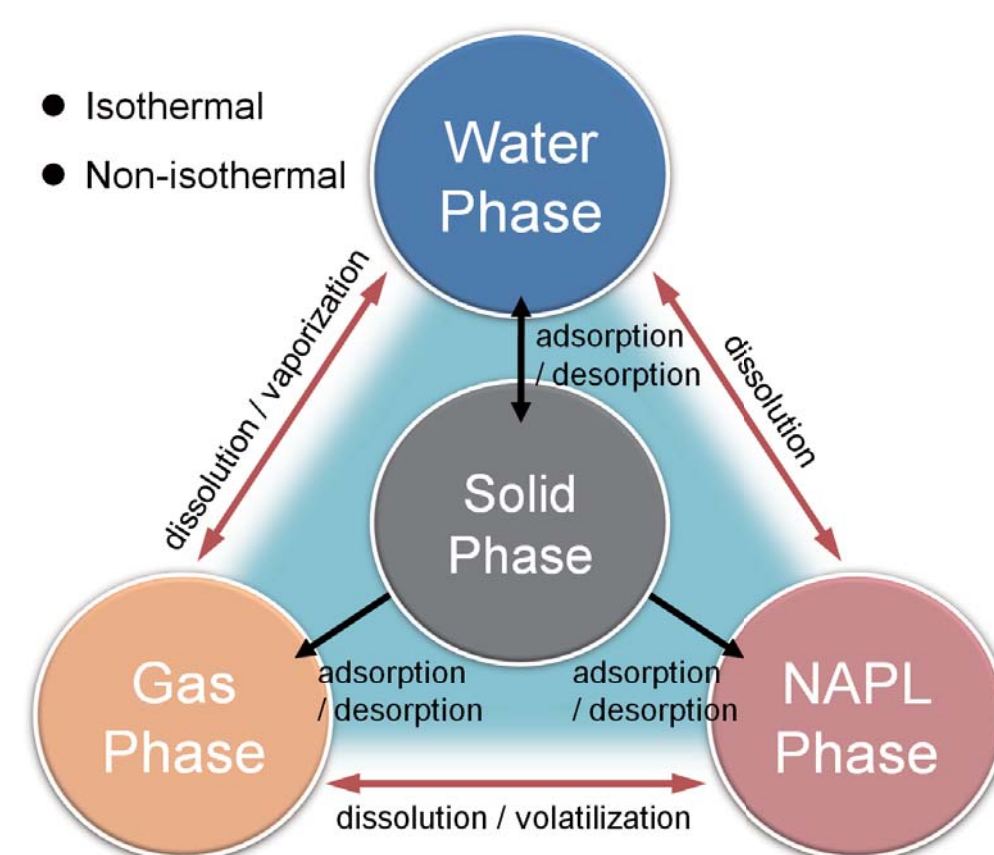 Isothermal
Non-isothermal
Water
Phase
dissolution / vaporization
adsorption
/ desorption
dissolution
Solid
Phase
Gas
Phase
adsorption
/ desorption
adsorption
/ desorption
NAPL
Phase
dissolution / volatilization